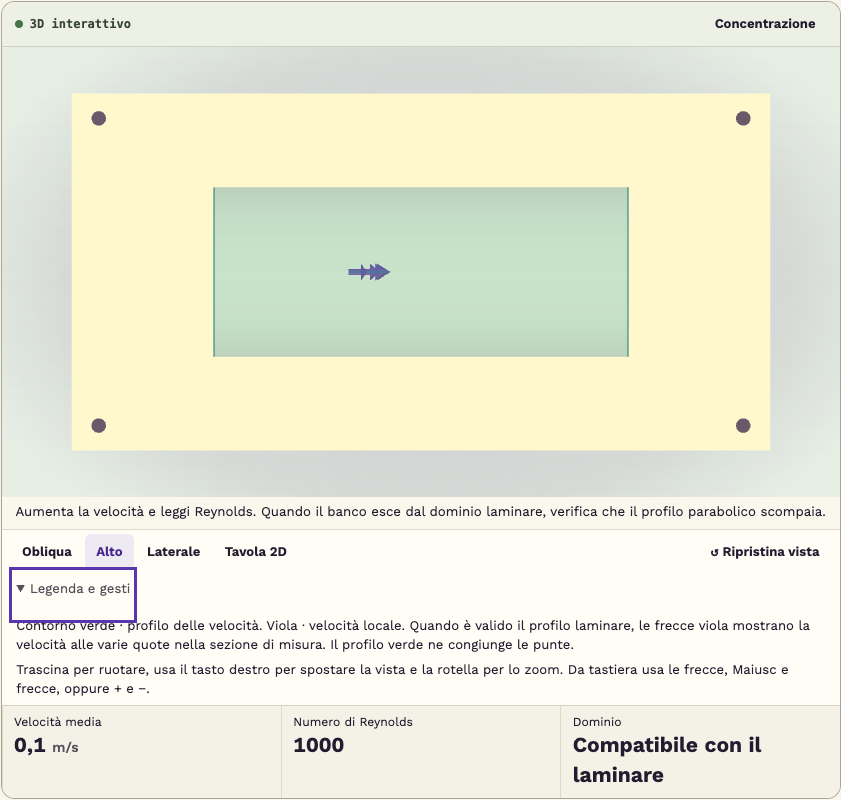 3D interattivo
Concentrazione
Aumenta la velocità e leggi Reynolds. Quando il banco esce dal dominio laminare, verifica che il profilo parabolico scompaia.
Obliqua Alto Laterale Tavola 2D ↺ Ripristina vista
▼ Legenda e gesti
Contorno verde · profilo delle velocità. Viola · velocità locale. Quando è valido il profilo laminare, le frecce viola mostrano la
velocità alle varie quote nella sezione di misura. Il profilo verde ne congiunge le punte.
Trascina per ruotare, usa il tasto destro per spostare la vista e la rotella per lo zoom. Da tastiera usa le frecce, Maiusc e
frecce, oppure + e −.
Velocità media
0,1 m/s
Numero di Reynolds
1000
Dominio
Compatibile con il
laminare